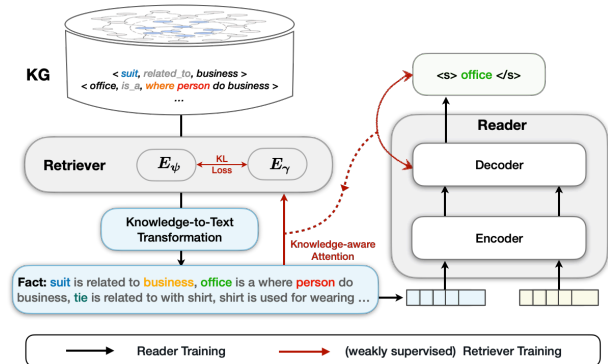 KG
< suit, related_to, business >
< office, is_a, where person do business >
...
<s> office </s>
Reader
Retriever
E_ψ
KL
Loss
E_γ
Decoder
Knowledge-to-Text
Transformation
Knowledge-aware
Attention
Encoder
Fact: suit is related to business, office is a where person do
business, tie is related to with shirt, shirt is used for wearing ...
Reader Training
(weakly supervised) Retriever Training